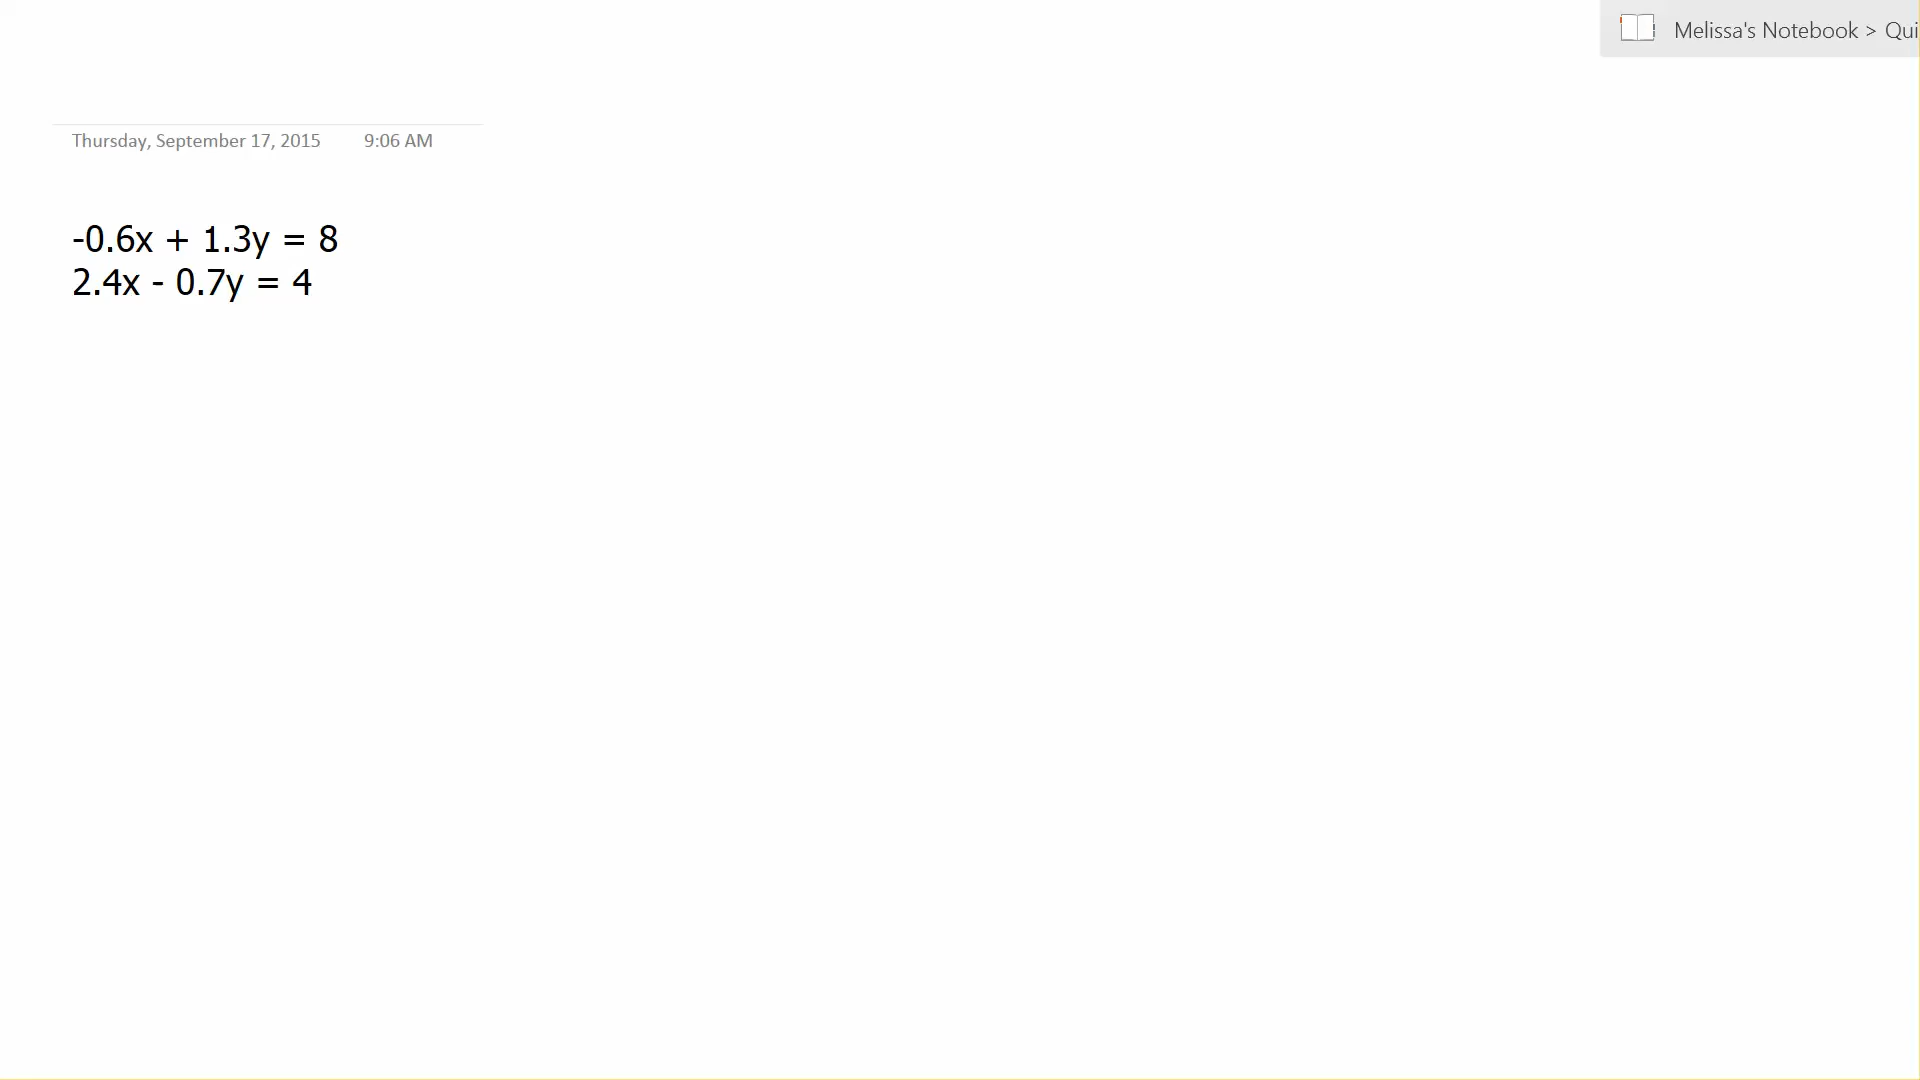 Melissa's Notebook > Qui
Thursday, September 17, 2015 9:06 AM
-0.6x + 1.3y = 8
2.4x - 0.7y = 4